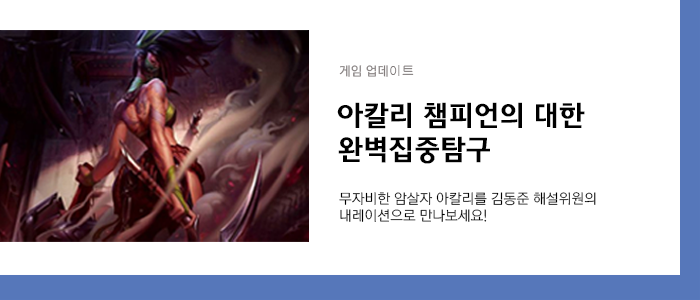 게임 업데이트
아칼리 챔피언의 대한
완벽집중탐구
무자비한 암살자 아칼리를 김동준 해설위원의
내레이션으로 만나보세요!